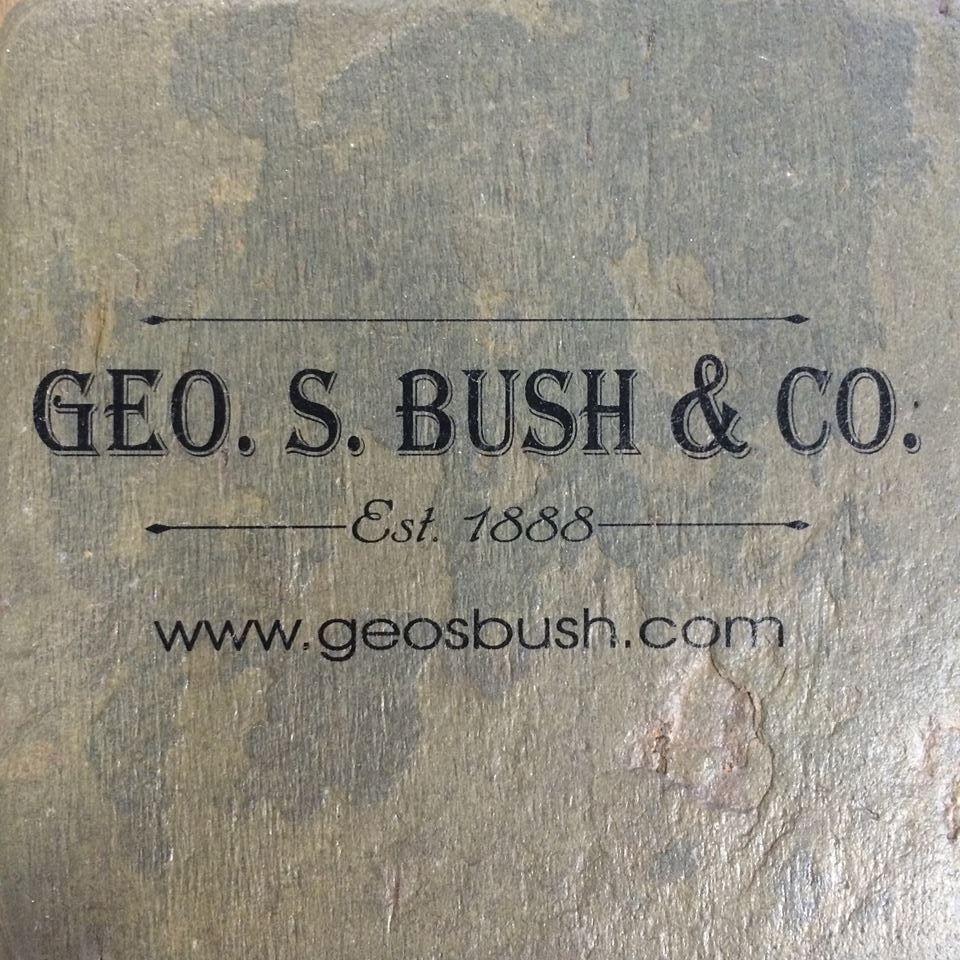 GEO. S. BUSH & CO.
Est. 1888
www.geosbush.com